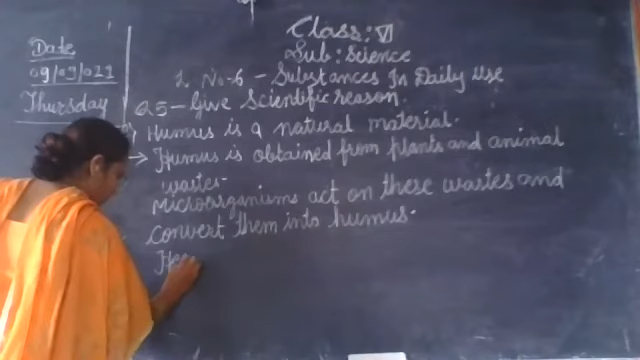 Class: VI
Sub: Science
Date
09/09/021
Thursday
L No-6 - Substances In Daily Use
Q5 - Give Scientific reason.
Humus is a natural material.
→ Humus is obtained from plants and animal
wastes.
Microorganisms act on these wastes and
convert them into humus.